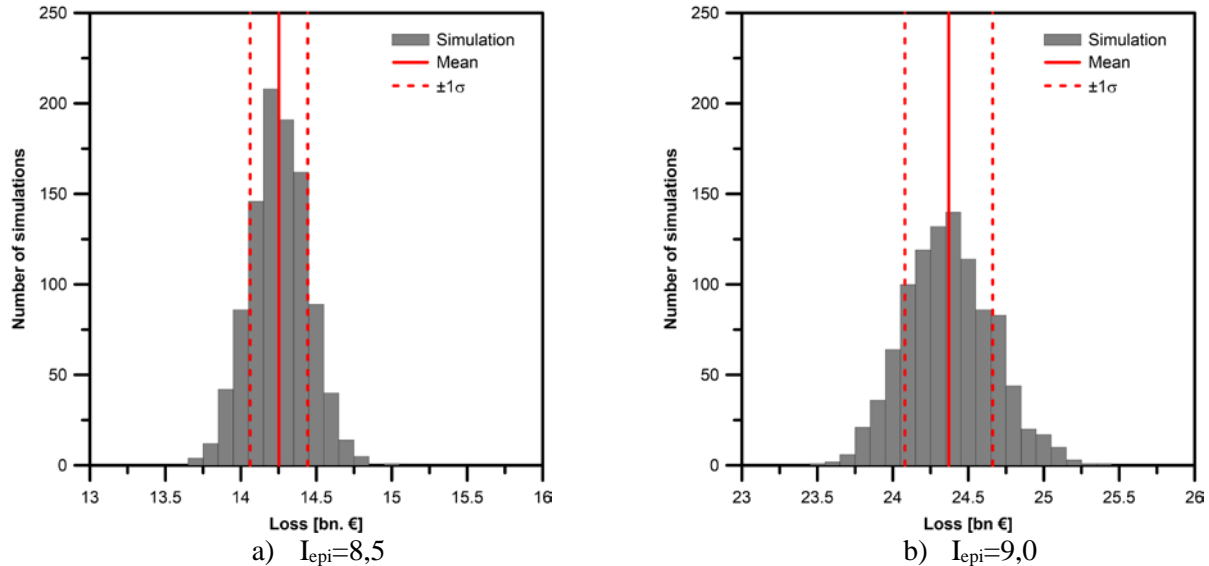 250
200
150
100
50
0
Number of simulations
Simulation
Mean
±1σ
13 13.5 14 14.5 15 15.5 16
Loss [bn. €]
a) Iepi=8,5
250
200
150
100
50
0
Number of simulations
Simulation
Mean
±1σ
23 23.5 24 24.5 25 25.5 26
Loss [bn €]
b) Iepi=9,0